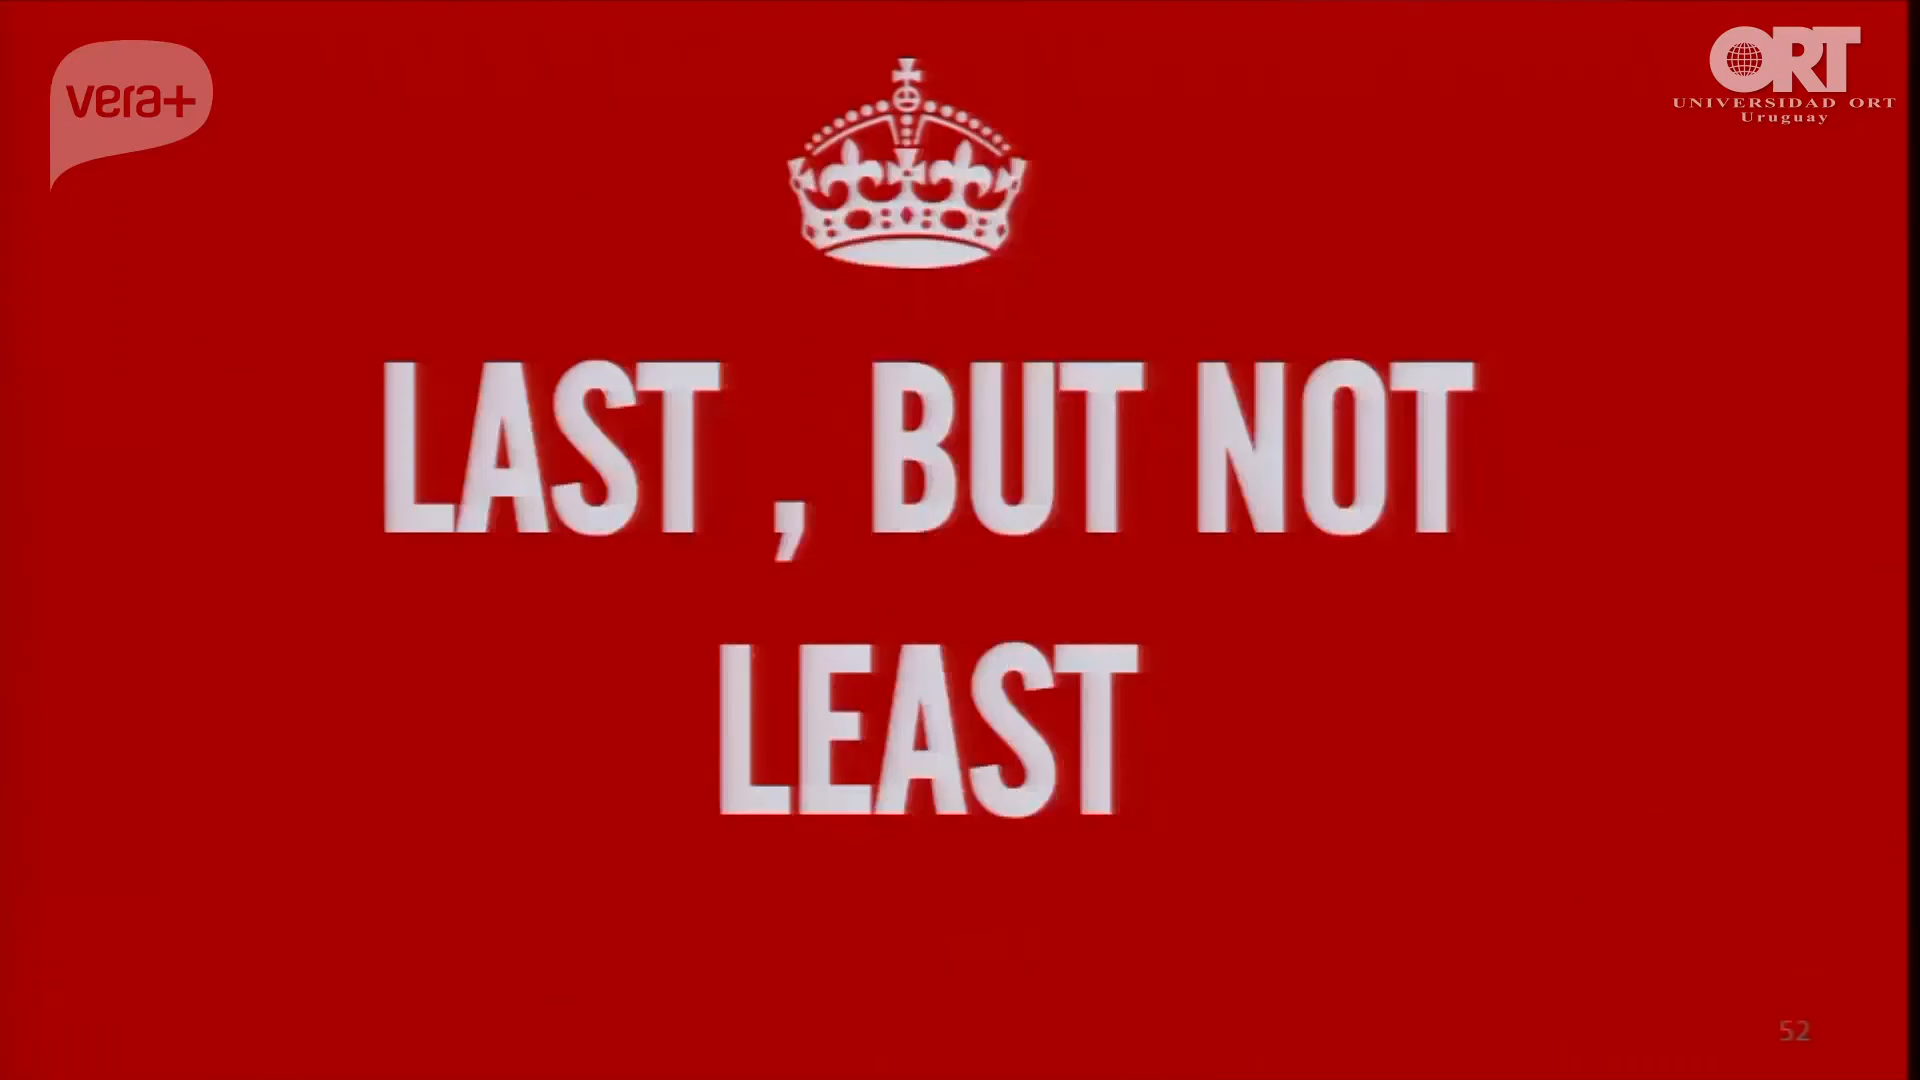 vera+
ORT
UNIVERSIDAD ORT
Uruguay
LAST , BUT NOT
LEAST
52